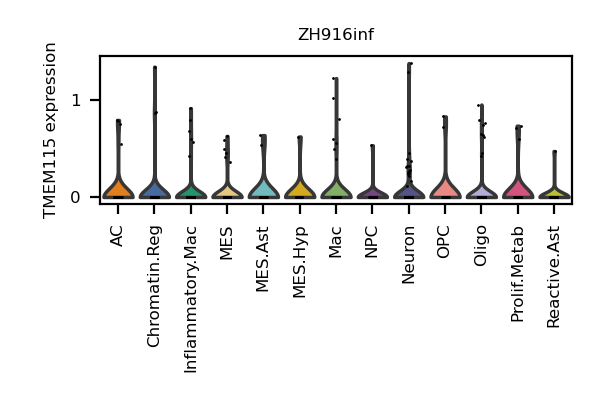 ZH916inf
TMEM115 expression
1
0
AC
Chromatin.Reg
Inflammatory.Mac
MES
MES.Ast
MES.Hyp
Mac
NPC
Neuron
OPC
Oligo
Prolif.Metab
Reactive.Ast